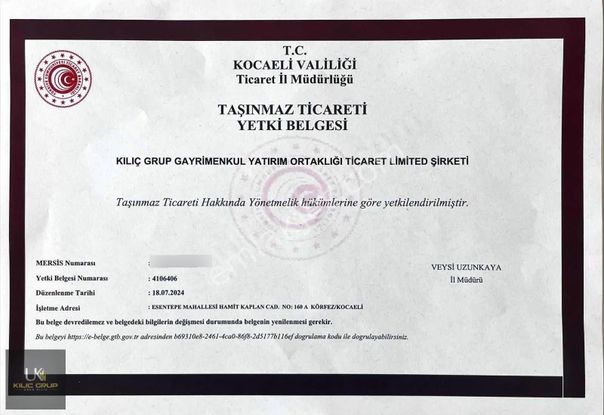 T.C.
KOCAELİ VALİLİĞİ
Ticaret İl Müdürlüğü
TAŞINMAZ TİCARETİ
YETKİ BELGESİ
KILIÇ GRUP GAYRİMENKUL YATIRIM ORTAKLIĞI TİCARET LİMİTED ŞİRKETİ
Taşınmaz Ticareti Hakkında Yönetmelik hükümlerine göre yetkilendirilmiştir.
MERSİS Numarası :
Yetki Belgesi Numarası : 4106406
Düzenlenme Tarihi : 18.07.2024
İşletme Adresi : ESENTEPE MAHALLESİ HAMİT KAPLAN CAD. NO: 160 A KÖRFEZ/KOCAELİ
VEYSİ UZUNKAYA
İl Müdürü
Bu belge devredilemez ve belgedeki bilgilerin değişmesi durumunda belgenin yenilenmesi gerekir.
Bu belgeyi https://e-belge.gtb.gov.tr adresinden b69310e8-2461-4ca0-86f8-2d5177b116ef dogrulama kodu ile dogrulayabilirsiniz.
UK
KILIÇ GRUP